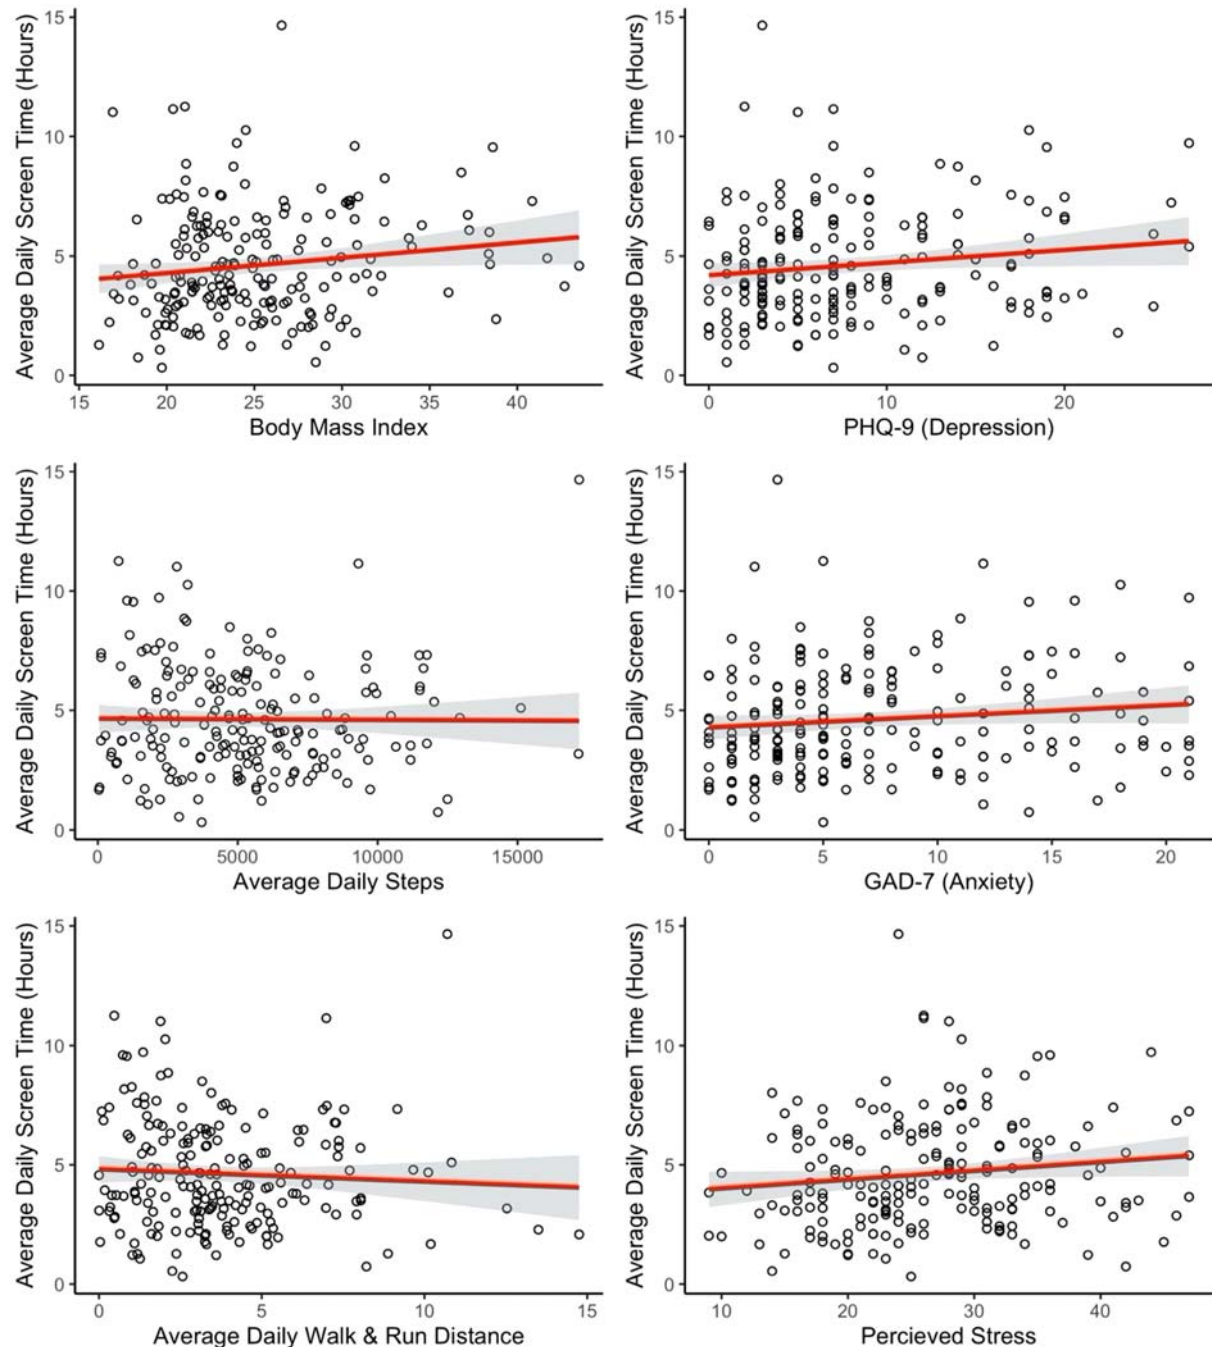 Average Daily Screen Time (Hours)
15
10
5
0
15 20 25 30 35 40
Body Mass Index
Average Daily Screen Time (Hours)
15
10
5
0
0 10 20
PHQ-9 (Depression)
Average Daily Screen Time (Hours)
15
10
5
0
0 5000 10000 15000
Average Daily Steps
Average Daily Screen Time (Hours)
15
10
5
0
0 5 10 15 20
GAD-7 (Anxiety)
Average Daily Screen Time (Hours)
15
10
5
0
0 5 10 15
Average Daily Walk & Run Distance
Average Daily Screen Time (Hours)
15
10
5
0
10 20 30 40
Percieved Stress